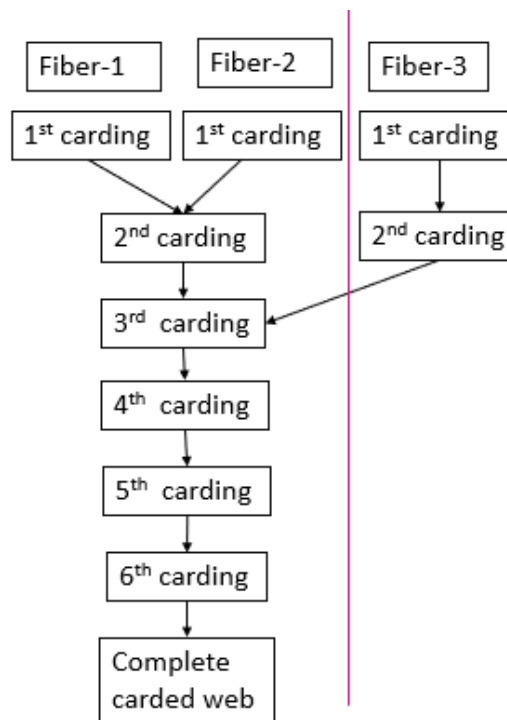 Fiber-1
Fiber-2
Fiber-3
1st carding
1st carding
1st carding
2nd carding
2nd carding
3rd carding
4th carding
5th carding
6th carding
Complete
carded web